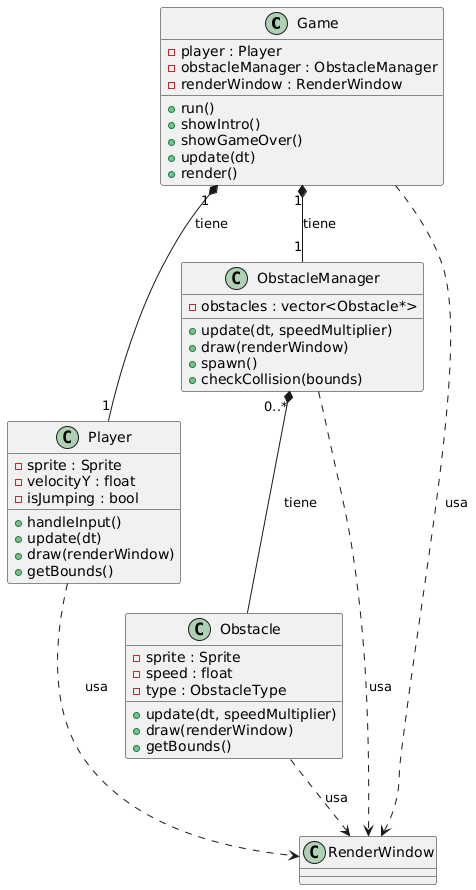 C Game
player : Player
obstacleManager : ObstacleManager
renderWindow : RenderWindow
run()
showIntro()
showGameOver()
update(dt)
render()
1
1
tiene
tiene
1
C ObstacleManager
obstacles : vector<Obstacle*>
update(dt, speedMultiplier)
draw(renderWindow)
spawn()
checkCollision(bounds)
1
0..*
C Player
sprite : Sprite
velocityY : float
isJumping : bool
handleInput()
update(dt)
draw(renderWindow)
getBounds()
tiene
usa
C Obstacle
sprite : Sprite
speed : float
type : ObstacleType
update(dt, speedMultiplier)
draw(renderWindow)
getBounds()
usa
usa
usa
C RenderWindow